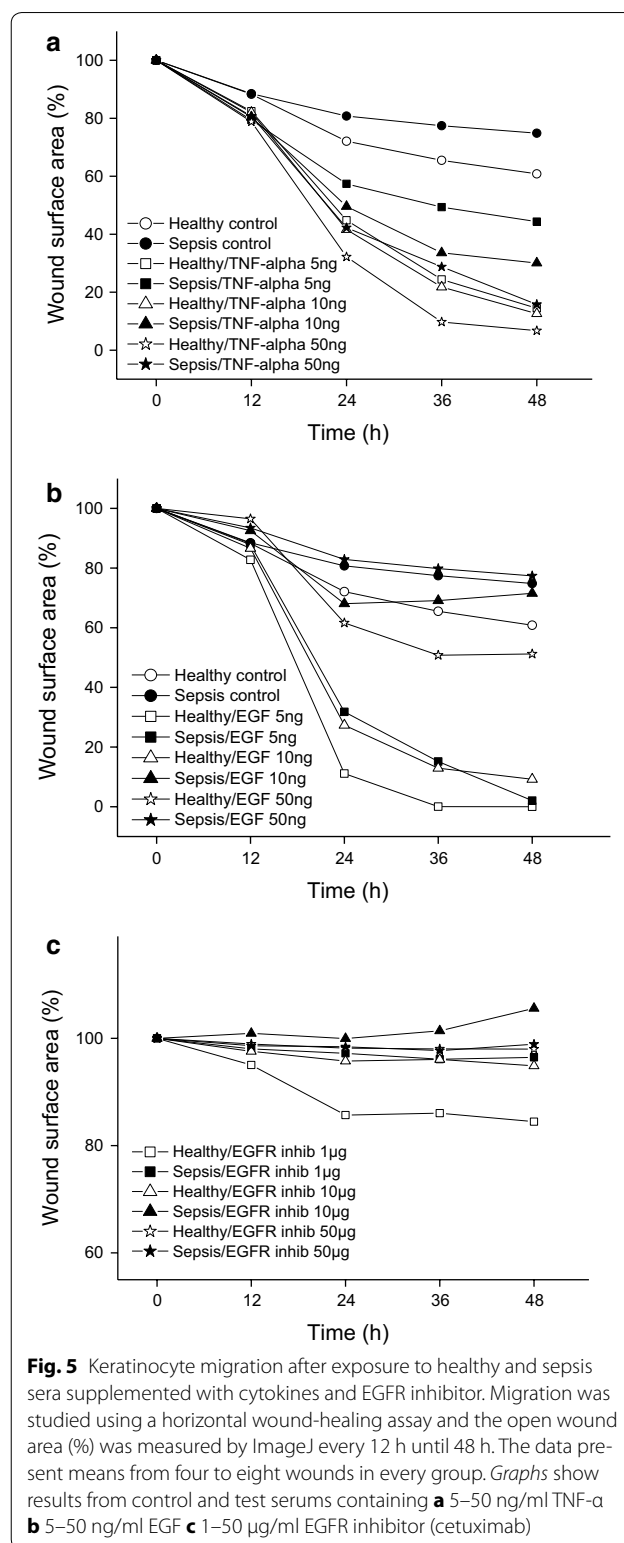 a
100
80
60
40
20
0
Wound surface area (%)
Healthy control
Sepsis control
Healthy/TNF-alpha 5ng
Sepsis/TNF-alpha 5ng
Healthy/TNF-alpha 10ng
Sepsis/TNF-alpha 10ng
Healthy/TNF-alpha 50ng
Sepsis/TNF-alpha 50ng
0 12 24 36 48
Time (h)
b
100
80
60
40
20
0
Wound surface area (%)
Healthy control
Sepsis control
Healthy/EGF 5ng
Sepsis/EGF 5ng
Healthy/EGF 10ng
Sepsis/EGF 10ng
Healthy/EGF 50ng
Sepsis/EGF 50ng
0 12 24 36 48
Time (h)
c
100
80
60
Wound surface area (%)
Healthy/EGFR inhib 1µg
Sepsis/EGFR inhib 1µg
Healthy/EGFR inhib 10µg
Sepsis/EGFR inhib 10µg
Healthy/EGFR inhib 50µg
Sepsis/EGFR inhib 50µg
0 12 24 36 48
Time (h)
Fig. 5 Keratinocyte migration after exposure to healthy and sepsis
sera supplemented with cytokines and EGFR inhibitor. Migration was
studied using a horizontal wound-healing assay and the open wound
area (%) was measured by ImageJ every 12 h until 48 h. The data pre-
sent means from four to eight wounds in every group. Graphs show
results from control and test serums containing a 5–50 ng/ml TNF-α
b 5–50 ng/ml EGF c 1–50 µg/ml EGFR inhibitor (cetuximab)